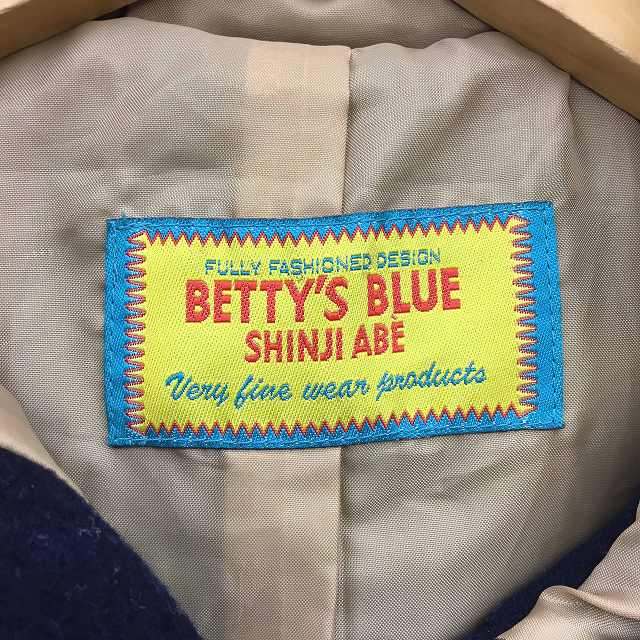 FULLY FASHIONED DESIGN
BETTY'S BLUE
SHINJI ABÈ
Very fine wear products